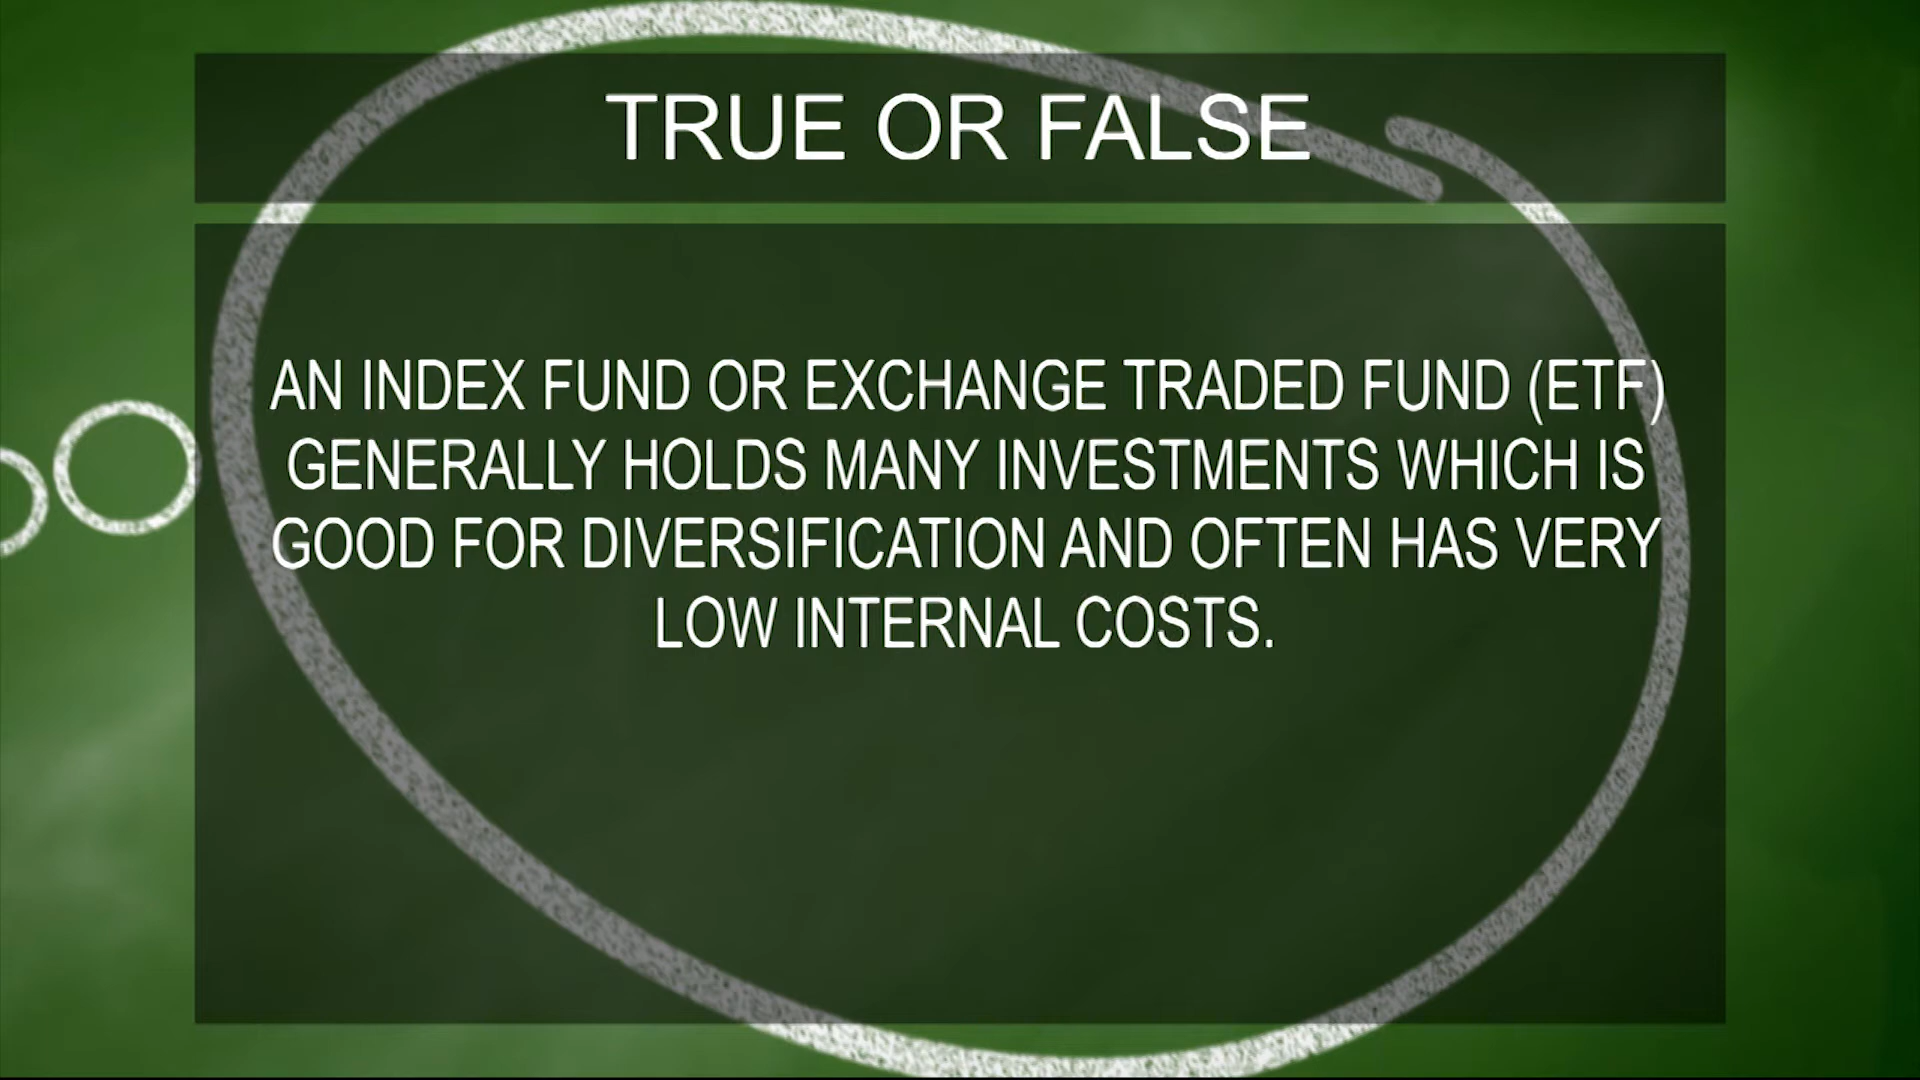 TRUE OR FALSE
AN INDEX FUND OR EXCHANGE TRADED FUND (ETF)
GENERALLY HOLDS MANY INVESTMENTS WHICH IS
GOOD FOR DIVERSIFICATION AND OFTEN HAS VERY
LOW INTERNAL COSTS.